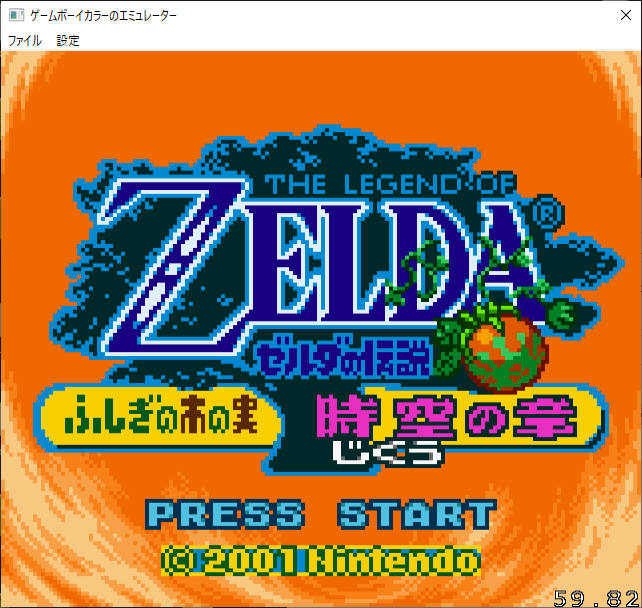 ゲームボーイカラーのエミュレーター
ファイル 設定
THE LEGEND OF
ZELDA®
ゼルダの伝説
ふしぎの木の実 時空の章
じくう
PRESS START
© 2001 Nintendo
59.82